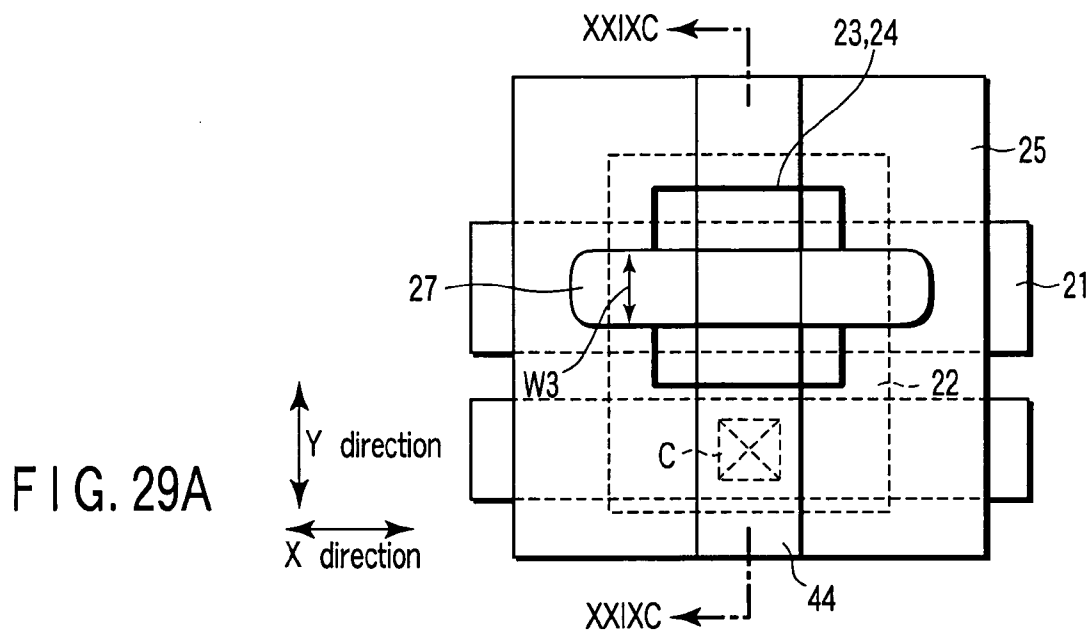 XXIXC
23,24
25
27
21
W3
22
Y direction
C
FIG. 29A
X direction
44
XXIXC